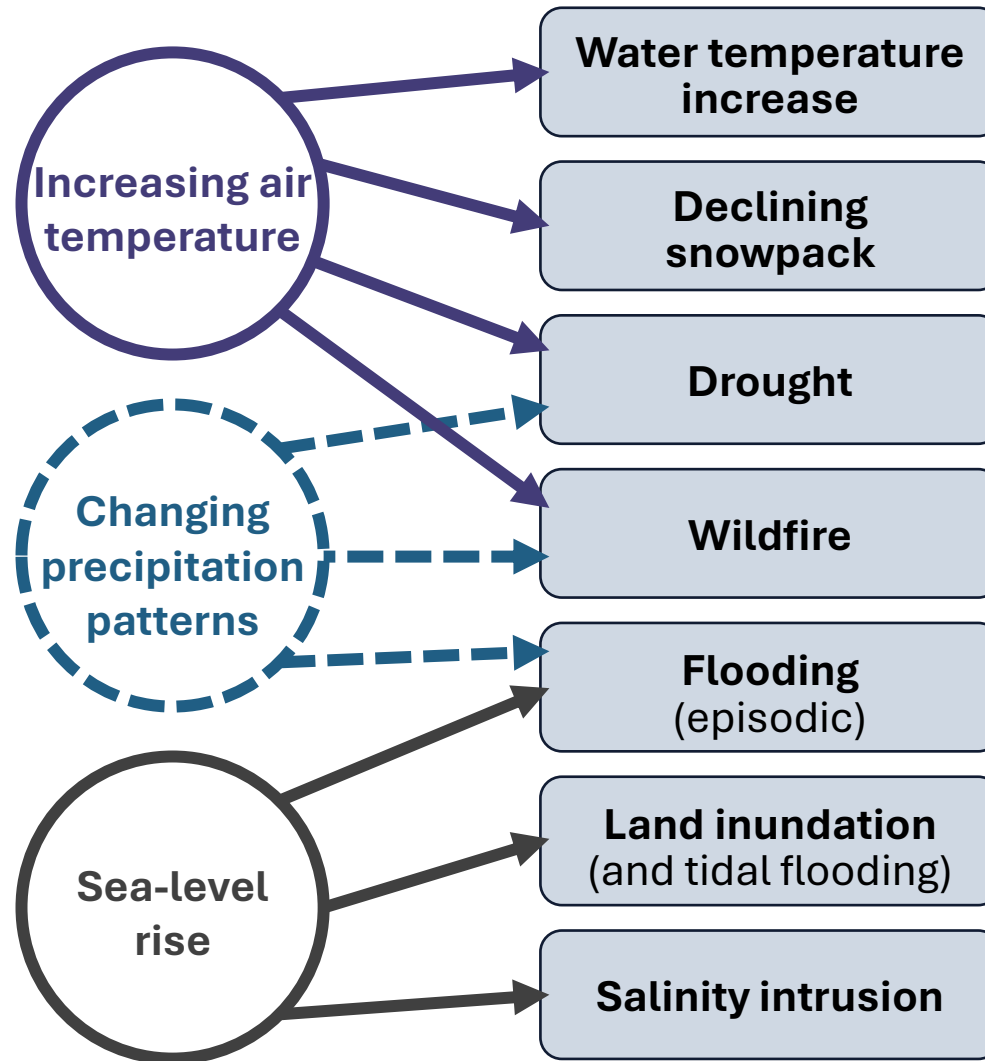 Water temperature
increase
Increasing air
temperature
Declining
snowpack
Drought
Changing
precipitation
patterns
Wildfire
Flooding
(episodic)
Sea-level
rise
Land inundation
(and tidal flooding)
Salinity intrusion